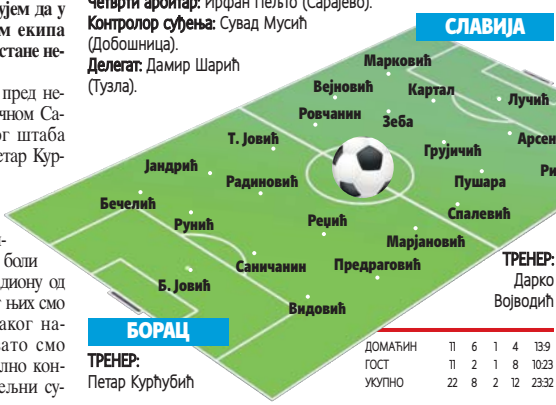 ујем да у
м екипа
стане не-
пред не-
чном Са-
ог штаба
етар Кур-
боли
диону од
г њих смо
аког на-
ато смо
лно кон-
ељни су-
Четврти арбитар: Ирфан Пељто (Сарајево).
Контролор суђења: Сувад Мусић
(Добошница).
Делегат: Дамир Шарић
(Тузла).
СЛАВИЈА
Марковић
Вејновић
Картал
Лучић
Ровчанин
Зеба
Арсен
Т. Јовић
Грујичић
Ри
Јандрић
Радиновић
Пушара
Бечелић
Спалевић
Рунић
Рецић
Марјановић
Саничанин
Предраговић
Б. Јовић
Видовић
ТРЕНЕР:
Дарко
Војводић
БОРАЦ
ТРЕНЕР:
Петар Курћубић
ДОМАЋИН 11 6 1 4 13:9
ГОСТ 11 2 1 8 10:23
УКУПНО 22 8 2 12 23:32